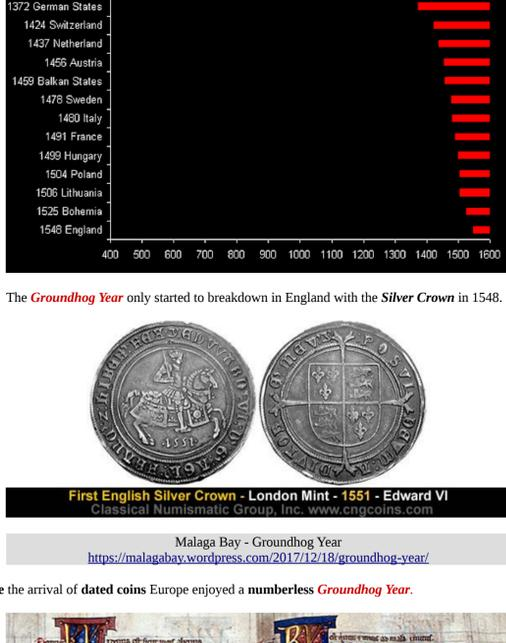 1372 German States
1424 Switzerland
1437 Netherland
1456 Austria
1459 Balkan States
1478 Sweden
1480 Italy
1491 France
1499 Hungary
1504 Poland
1506 Lithuania
1525 Bohemia
1548 England
400 500 600 700 800 900 1000 1100 1200 1300 1400 1500 1600
The Groundhog Year only started to breakdown in England with the Silver Crown in 1548.
1551
POSVI
First English Silver Crown - London Mint - 1551 - Edward VI
Classical Numismatic Group, Inc. www.cngcoins.com
Malaga Bay - Groundhog Year
https://malagabay.wordpress.com/2017/12/18/groundhog-year/
e the arrival of dated coins Europe enjoyed a numberless Groundhog Year.